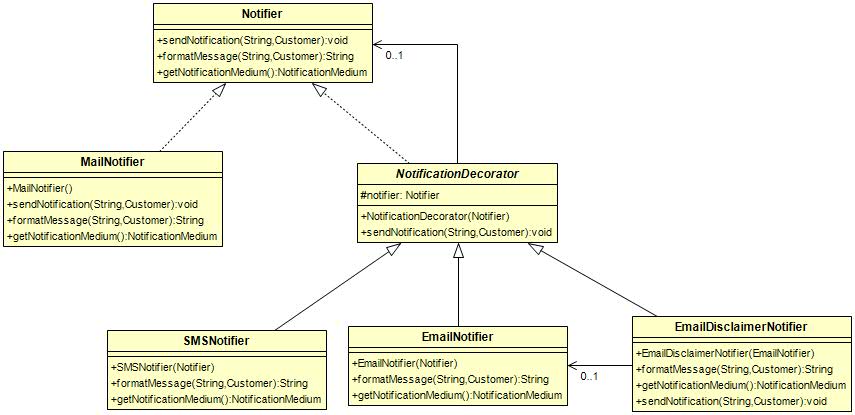 Notifier
+sendNotification(String,Customer):void
+formatMessage(String,Customer):String
+getNotificationMedium():NotificationMedium
0..1
MailNotifier
+MailNotifier()
+sendNotification(String,Customer):void
+formatMessage(String,Customer):String
+getNotificationMedium():NotificationMedium
NotificationDecorator
#notifier: Notifier
+NotificationDecorator(Notifier)
+sendNotification(String,Customer):void
SMSNotifier
+SMSNotifier(Notifier)
+formatMessage(String,Customer):String
+getNotificationMedium():NotificationMedium
EmailNotifier
+EmailNotifier(Notifier)
+formatMessage(String,Customer):String
+getNotificationMedium():NotificationMedium
0..1
EmailDisclaimerNotifier
+EmailDisclaimerNotifier(EmailNotifier)
+formatMessage(String,Customer):String
+getNotificationMedium():NotificationMedium
+sendNotification(String,Customer):void